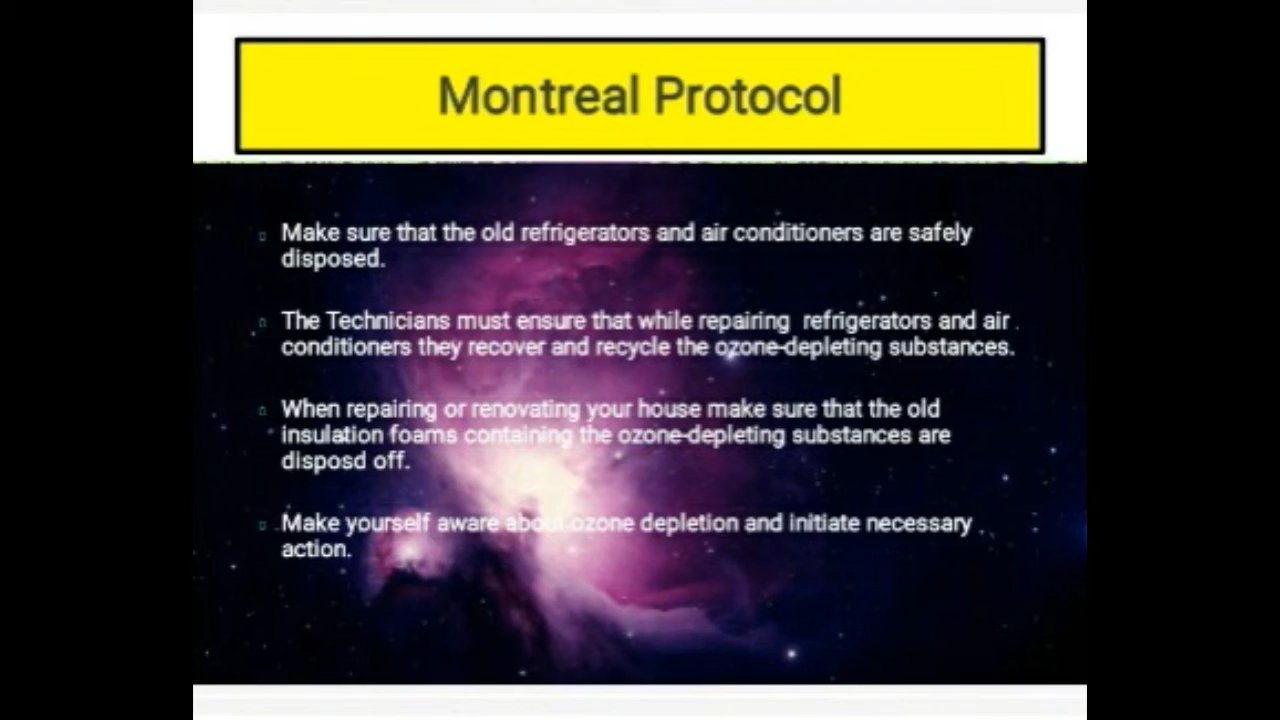 Montreal Protocol
Make sure that the old refrigerators and air conditioners are safely
disposed.
The Technicians must ensure that while repairing refrigerators and air
conditioners they recover and recycle the ozone-depleting substances.
When repairing or renovating your house make sure that the old
insulation foams containing the ozone-depleting substances are
disposd off.
Make yourself aware about ozone depletion and initiate necessary
action.